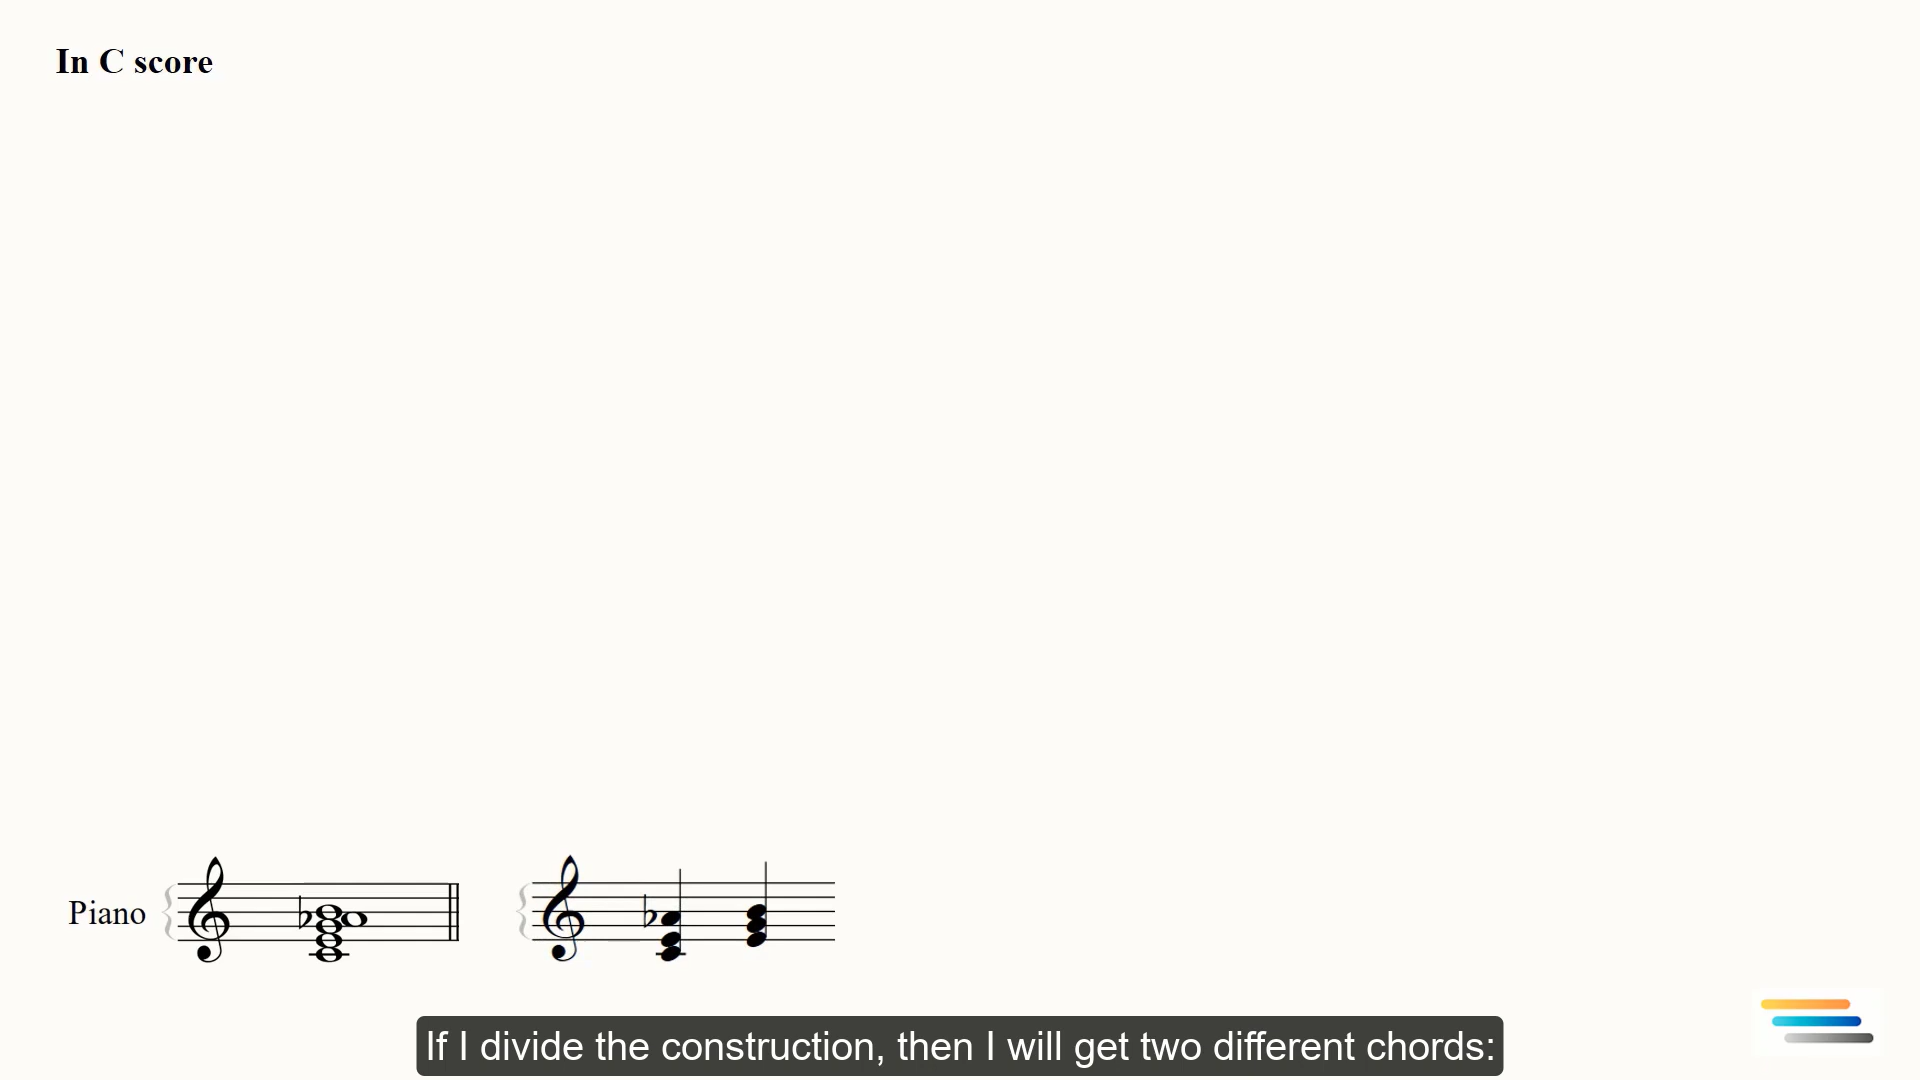 In C score
Piano
If I divide the construction, then I will get two different chords: